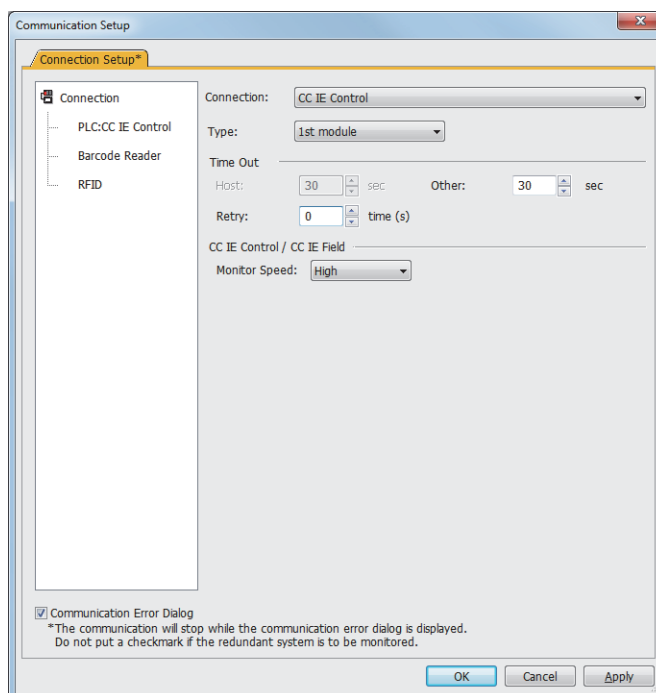 Communication Setup
x
Connection Setup*
Connection
PLC:CC IE Control
Barcode Reader
RFID
Connection: CC IE Control
Type: 1st module
Time Out
Host: 30 sec Other: 30 sec
Retry: 0 time (s)
CC IE Control / CC IE Field
Monitor Speed: High
Communication Error Dialog
*The communication will stop while the communication error dialog is displayed.
Do not put a checkmark if the redundant system is to be monitored.
OK Cancel Apply